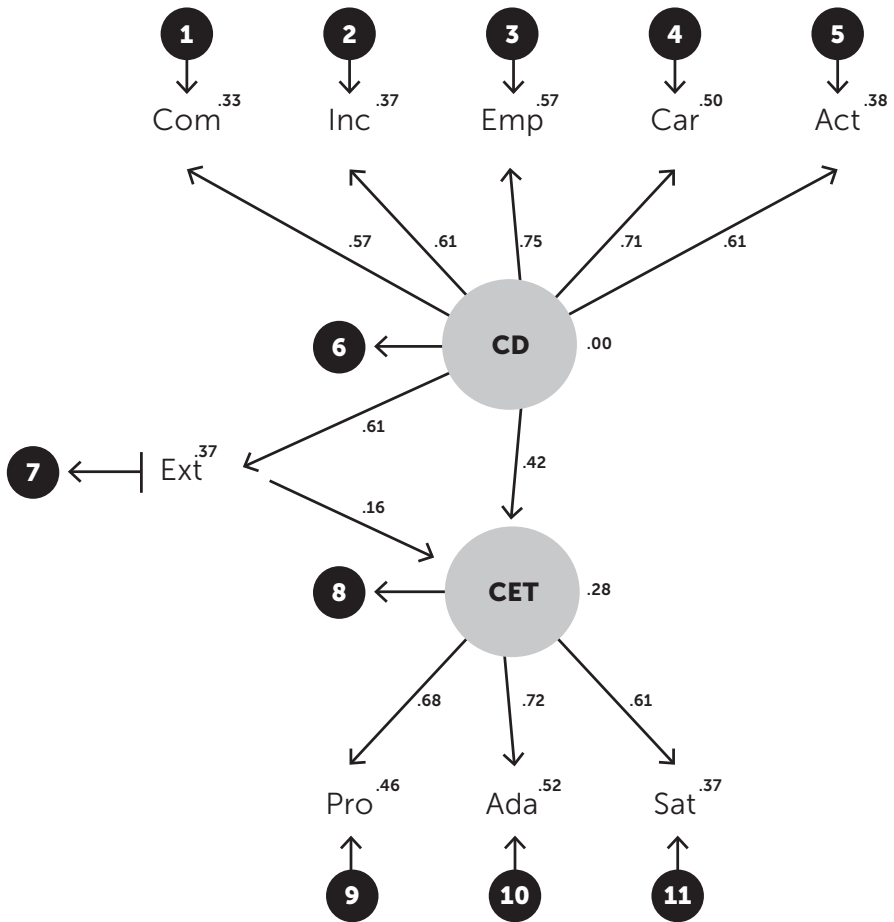 1 2 3 4 5
Com .33 Inc .37 Emp .57 Car .50 Act .38
.57 .61 .75 .71 .61
6 CD .00
.61
.42
7 Ext .37
.16
8 CET .28
.68 .72 .61
Pro .46 Ada .52 Sat .37
9 10 11